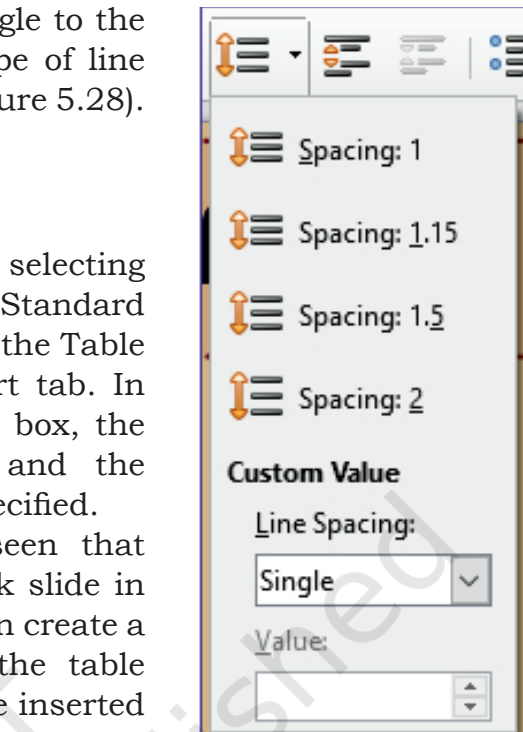 gle to the
pe of line
ure 5.28).
selecting
Standard
the Table
rt tab. In
box, the
and the
ecified.
seen that
k slide in
n create a
the table
e inserted
Spacing: 1
Spacing: 1.15
Spacing: 1.5
Spacing: 2
Custom Value
Line Spacing:
Single
Value: